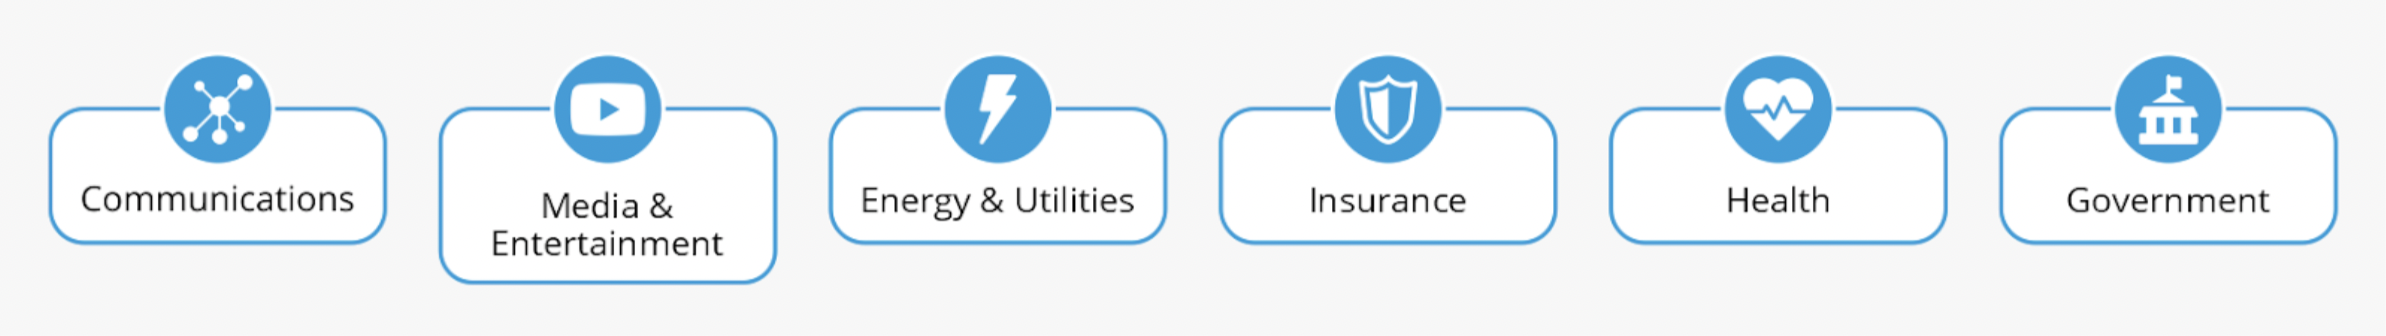 Communications
Media &
Entertainment
Energy & Utilities
Insurance
Health
Government